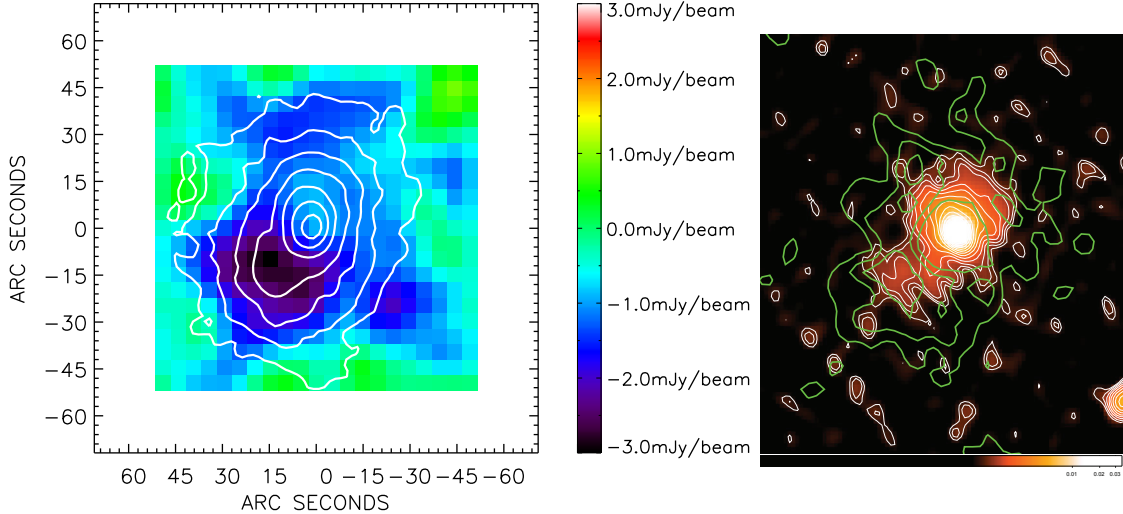 60
45
30
15
0
−15
−30
−45
−60
ARC SECONDS
60 45 30 15 0 −15−30−45−60
ARC SECONDS
3.0mJy/beam
2.0mJy/beam
1.0mJy/beam
0.0mJy/beam
−1.0mJy/beam
−2.0mJy/beam
−3.0mJy/beam
0.01 0.02 0.03